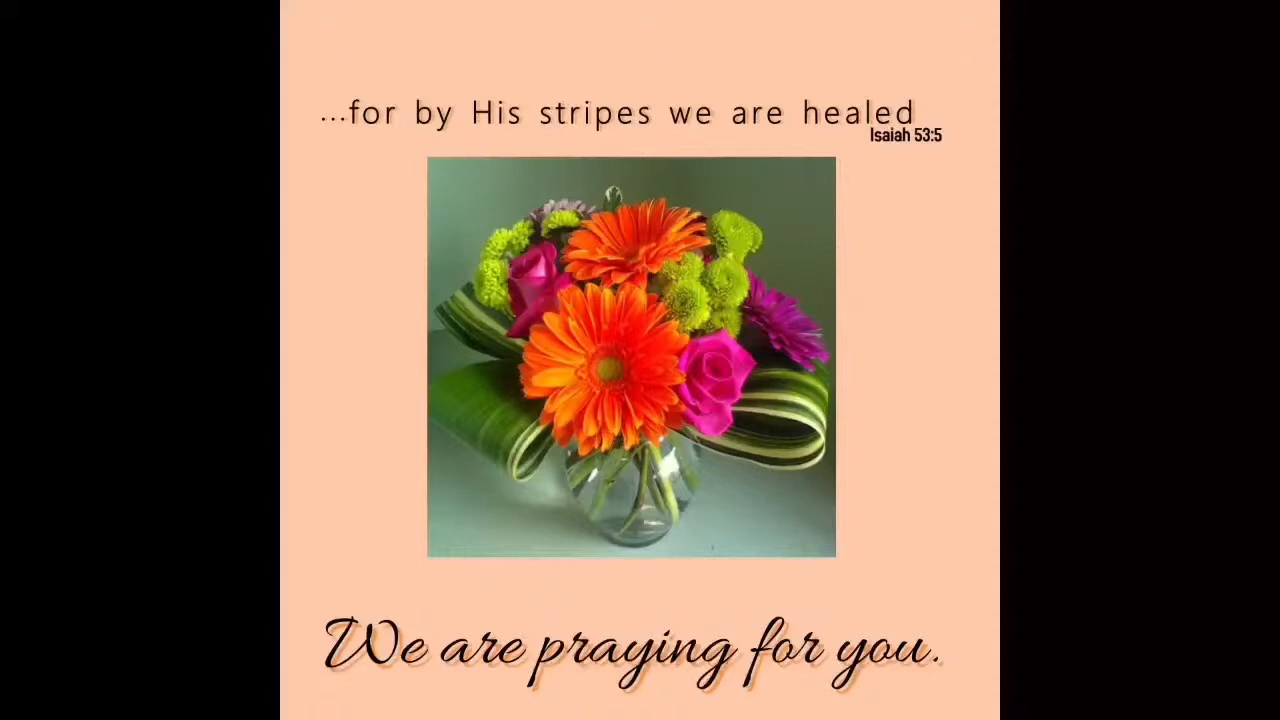 ...for by His stripes we are healed
Isaiah 53:5
We are praying for you.